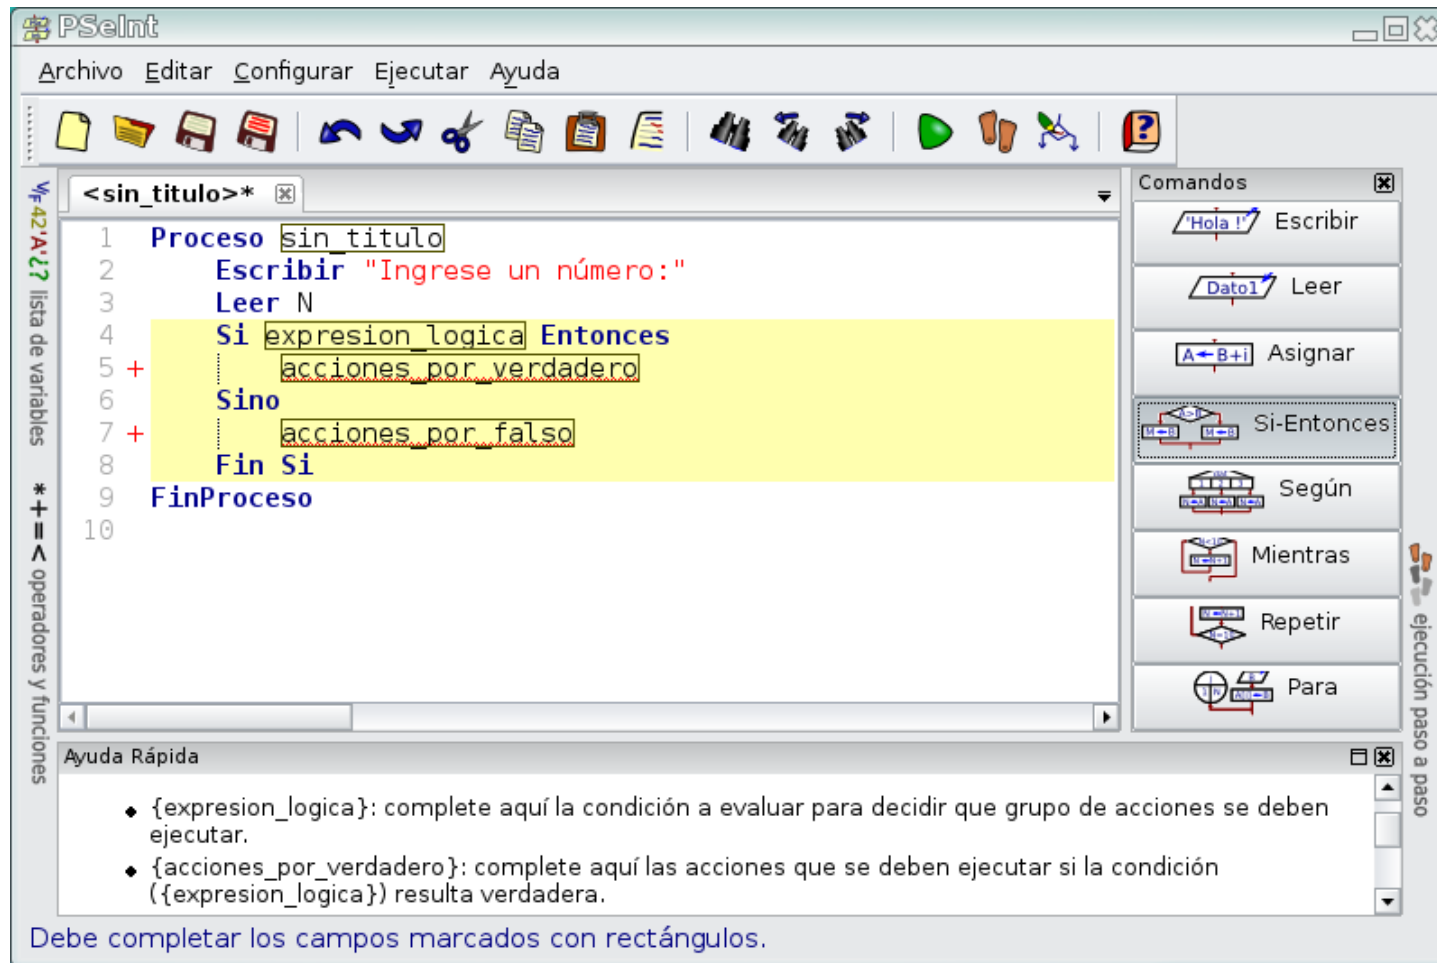 PSeInt
Archivo Editar Configurar Ejecutar Ayuda
<sin_titulo>*
1 Proceso sin_titulo
2 Escribir "Ingrese un número:"
3 Leer N
4 Si expresion_logica Entonces
5 + acciones_por_verdadero
6 Sino
7 + acciones_por_falso
8 Fin Si
9 FinProceso
10
V/F 42 'A' ¿? lista de variables
*+=< operadores y funciones
Comandos
'Hola !' Escribir
Dato1 Leer
A←B+i Asignar
Si-Entonces
Según
Mientras
Repetir
Para
ejecución paso a paso
Ayuda Rápida
• {expresion_logica}: complete aquí la condición a evaluar para decidir que grupo de acciones se deben
ejecutar.
• {acciones_por_verdadero}: complete aquí las acciones que se deben ejecutar si la condición
({expresion_logica}) resulta verdadera.
Debe completar los campos marcados con rectángulos.